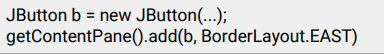 JButton b = new JButton(...);
getContentPane().add(b, BorderLayout.EAST)